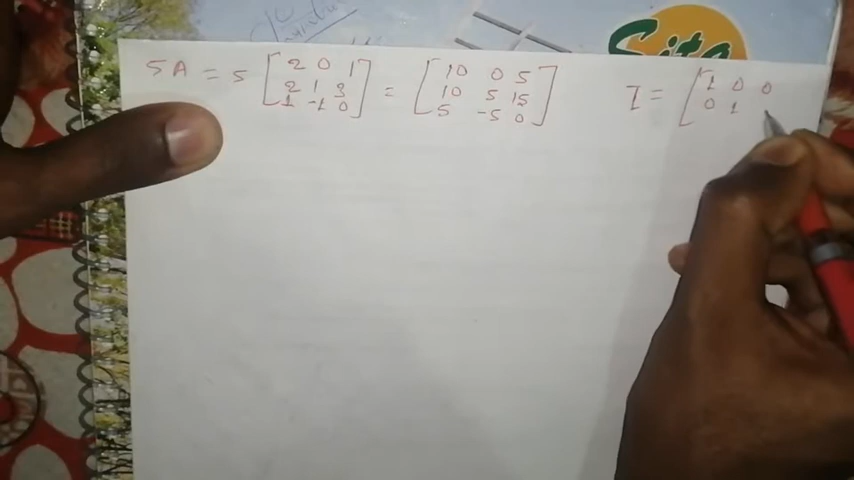 5A = 5 [2 0 1 = [10 0 5 I = [1 0 0
2 1 3 10 5 15 0 1
1 -1 0] 5 -5 0]
Sita